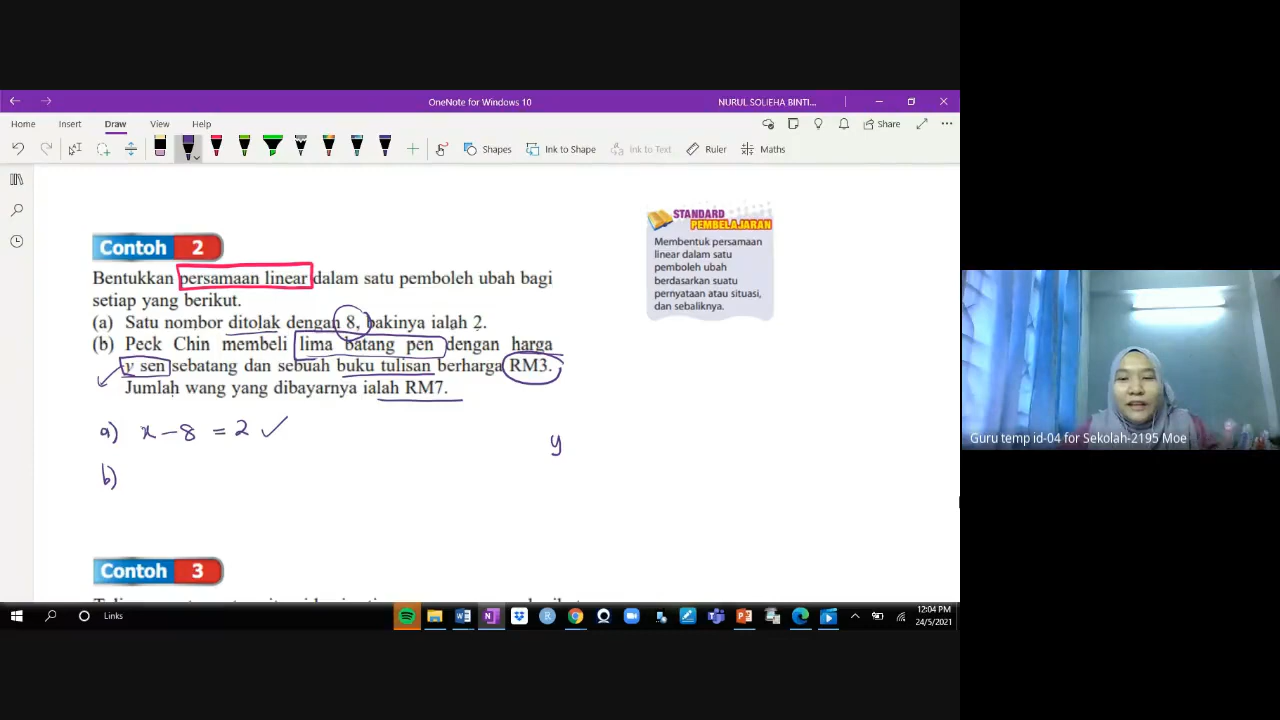 OneNote for Windows 10
NURUL SOLIEHA BINTI...
Home Insert Draw View Help
Share
Shapes Ink to Shape Ink to Text Ruler Maths
STANDARD
PEMBELAJARAN
Membentuk persamaan
linear dalam satu
pemboleh ubah
berdasarkan suatu
pernyataan atau situasi,
dan sebaliknya.
Contoh 2
Bentukkan persamaan linear dalam satu pemboleh ubah bagi
setiap yang berikut.
(a) Satu nombor ditolak dengan 8, bakinya ialah 2.
(b) Peck Chin membeli lima batang pen dengan harga
y sen sebatang dan sebuah buku tulisan berharga RM3.
Jumlah wang yang dibayarnya ialah RM7.
a) x - 8 = 2 ✓
y
b)
Contoh 3
Guru temp id-04 for Sekolah-2195 Moe
Links
12:04 PM
24/5/2021